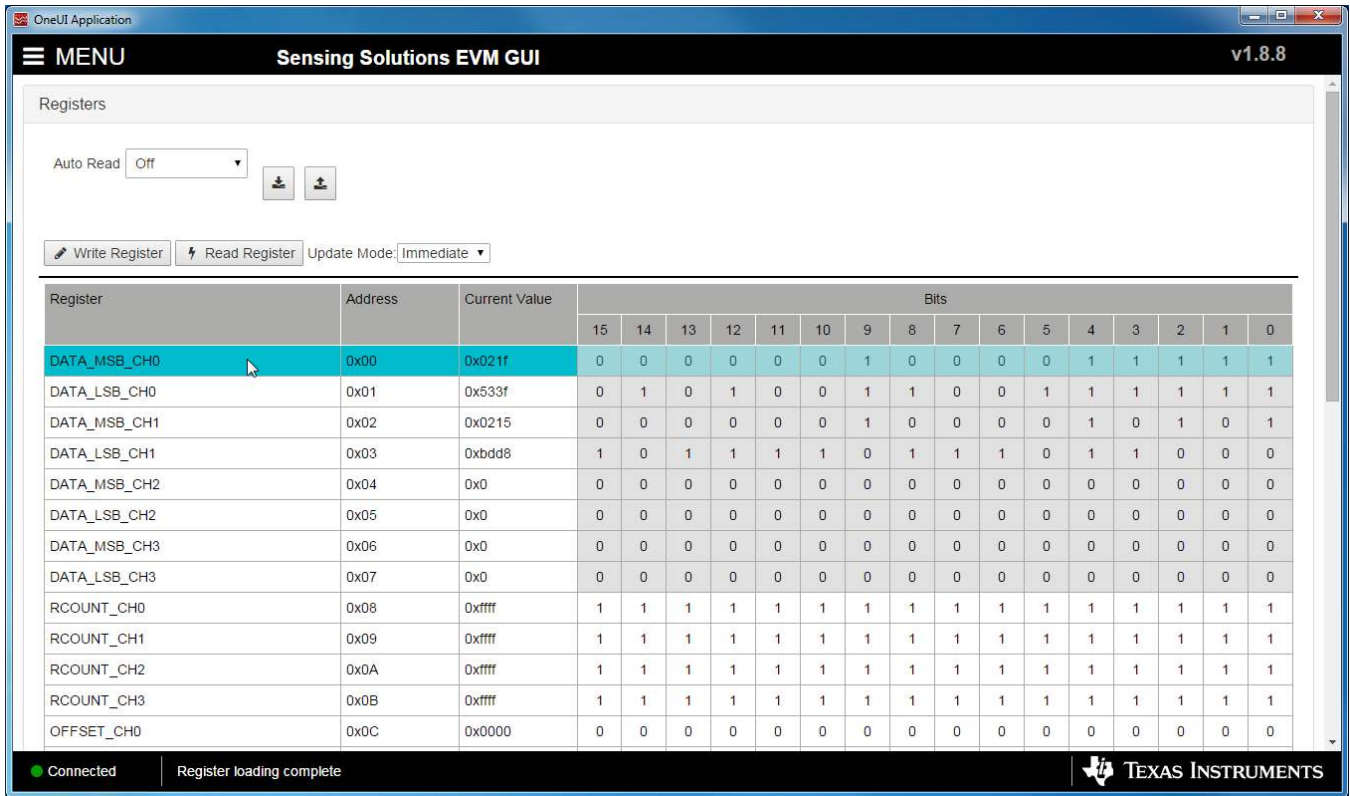 OneUI Application
MENU Sensing Solutions EVM GUI v1.8.8
Registers
Auto Read Off
Write Register Read Register Update Mode: Immediate
Register Address Current Value Bits
15 14 13 12 11 10 9 8 7 6 5 4 3 2 1 0
DATA_MSB_CH0 0x00 0x021f 0 0 0 0 0 0 1 0 0 0 0 1 1 1 1 1
DATA_LSB_CH0 0x01 0x533f 0 1 0 1 0 0 1 1 0 0 1 1 1 1 1 1
DATA_MSB_CH1 0x02 0x0215 0 0 0 0 0 0 1 0 0 0 0 1 0 1 0 1
DATA_LSB_CH1 0x03 0xbdd8 1 0 1 1 1 1 0 1 1 1 0 1 1 0 0 0
DATA_MSB_CH2 0x04 0x0 0 0 0 0 0 0 0 0 0 0 0 0 0 0 0 0
DATA_LSB_CH2 0x05 0x0 0 0 0 0 0 0 0 0 0 0 0 0 0 0 0 0
DATA_MSB_CH3 0x06 0x0 0 0 0 0 0 0 0 0 0 0 0 0 0 0 0 0
DATA_LSB_CH3 0x07 0x0 0 0 0 0 0 0 0 0 0 0 0 0 0 0 0 0
RCOUNT_CH0 0x08 0xffff 1 1 1 1 1 1 1 1 1 1 1 1 1 1 1 1
RCOUNT_CH1 0x09 0xffff 1 1 1 1 1 1 1 1 1 1 1 1 1 1 1 1
RCOUNT_CH2 0x0A 0xffff 1 1 1 1 1 1 1 1 1 1 1 1 1 1 1 1
RCOUNT_CH3 0x0B 0xffff 1 1 1 1 1 1 1 1 1 1 1 1 1 1 1 1
OFFSET_CH0 0x0C 0x0000 0 0 0 0 0 0 0 0 0 0 0 0 0 0 0 0
Connected Register loading complete TEXAS INSTRUMENTS